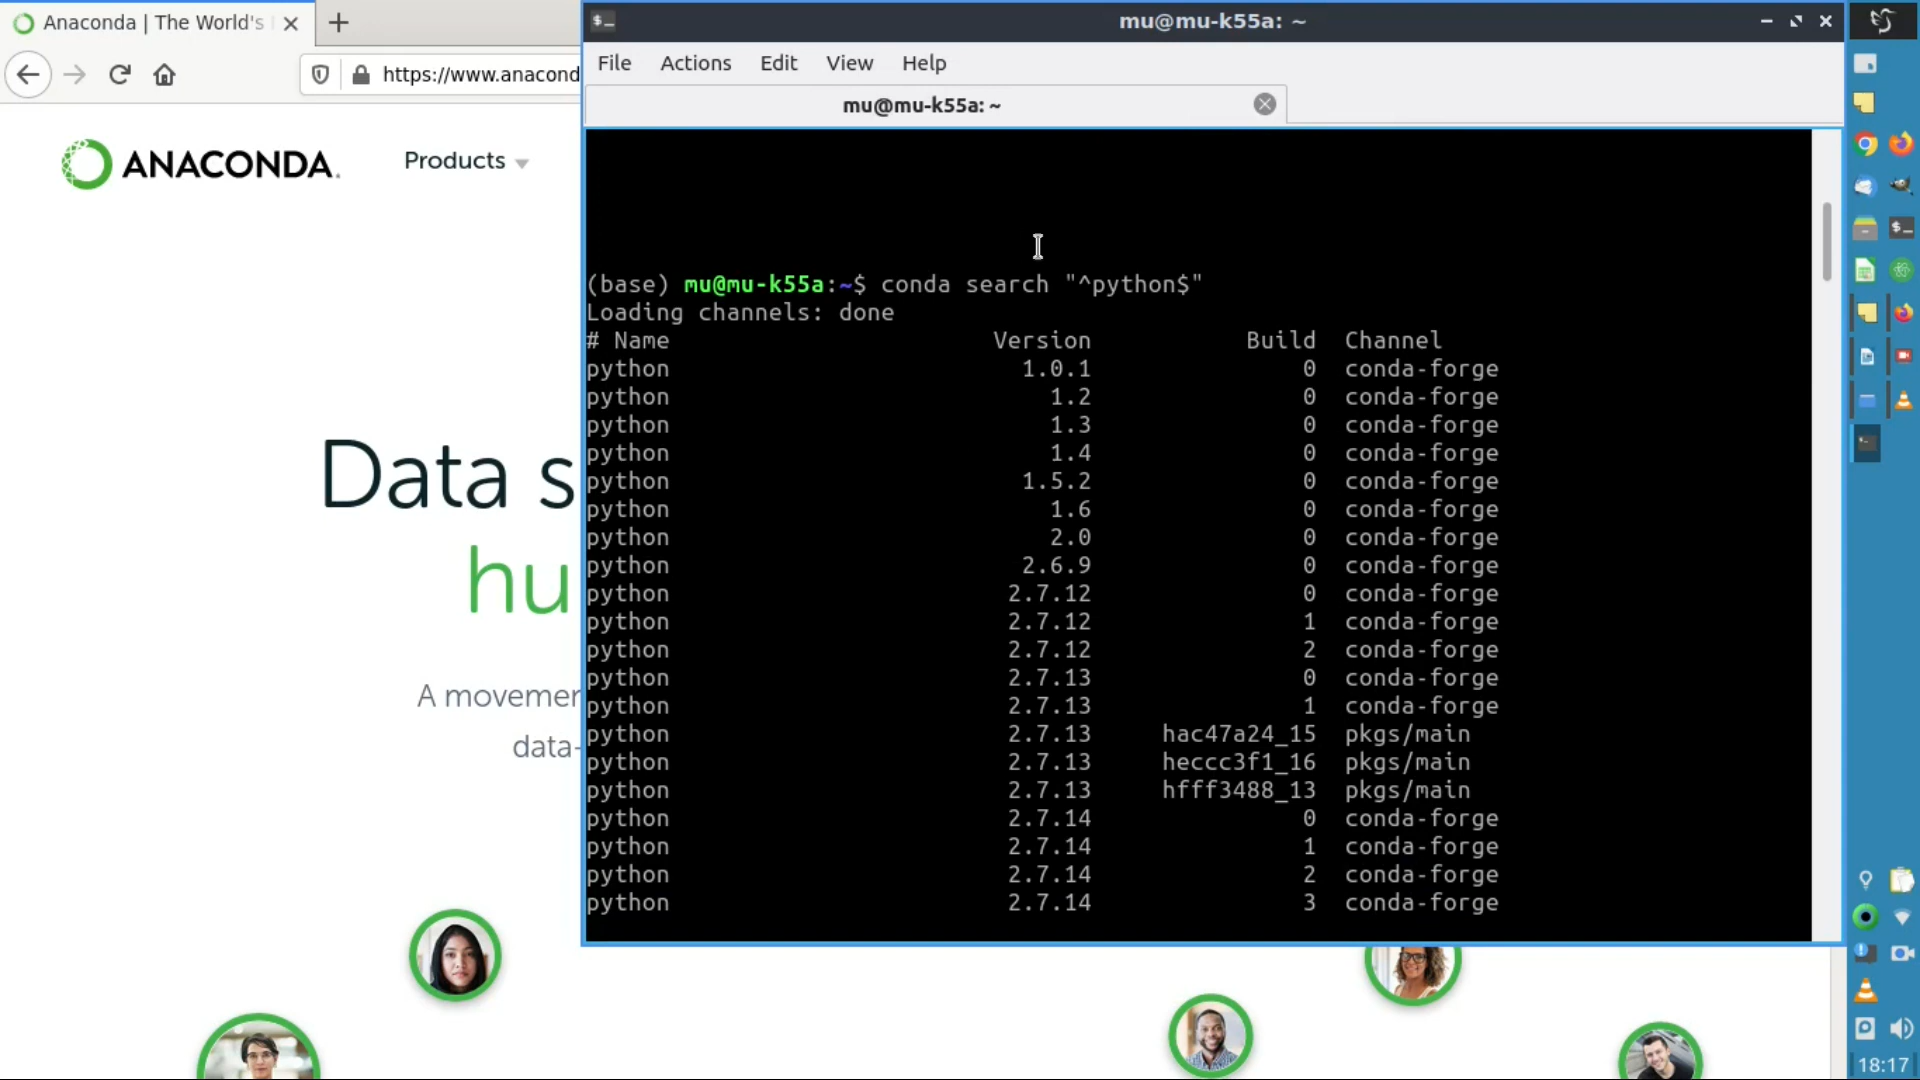 Anaconda | The World's
https://www.anacond
ANACONDA.
Products
Data s
hu
A movemen
data-
mu@mu-k55a: ~
File Actions Edit View Help
mu@mu-k55a: ~
(base) mu@mu-k55a:~$ conda search "^python$"
Loading channels: done
# Name Version Build Channel
python 1.0.1 0 conda-forge
python 1.2 0 conda-forge
python 1.3 0 conda-forge
python 1.4 0 conda-forge
python 1.5.2 0 conda-forge
python 1.6 0 conda-forge
python 2.0 0 conda-forge
python 2.6.9 0 conda-forge
python 2.7.12 0 conda-forge
python 2.7.12 1 conda-forge
python 2.7.12 2 conda-forge
python 2.7.13 0 conda-forge
python 2.7.13 1 conda-forge
python 2.7.13 hac47a24_15 pkgs/main
python 2.7.13 heccc3f1_16 pkgs/main
python 2.7.13 hfff3488_13 pkgs/main
python 2.7.14 0 conda-forge
python 2.7.14 1 conda-forge
python 2.7.14 2 conda-forge
python 2.7.14 3 conda-forge
18:17